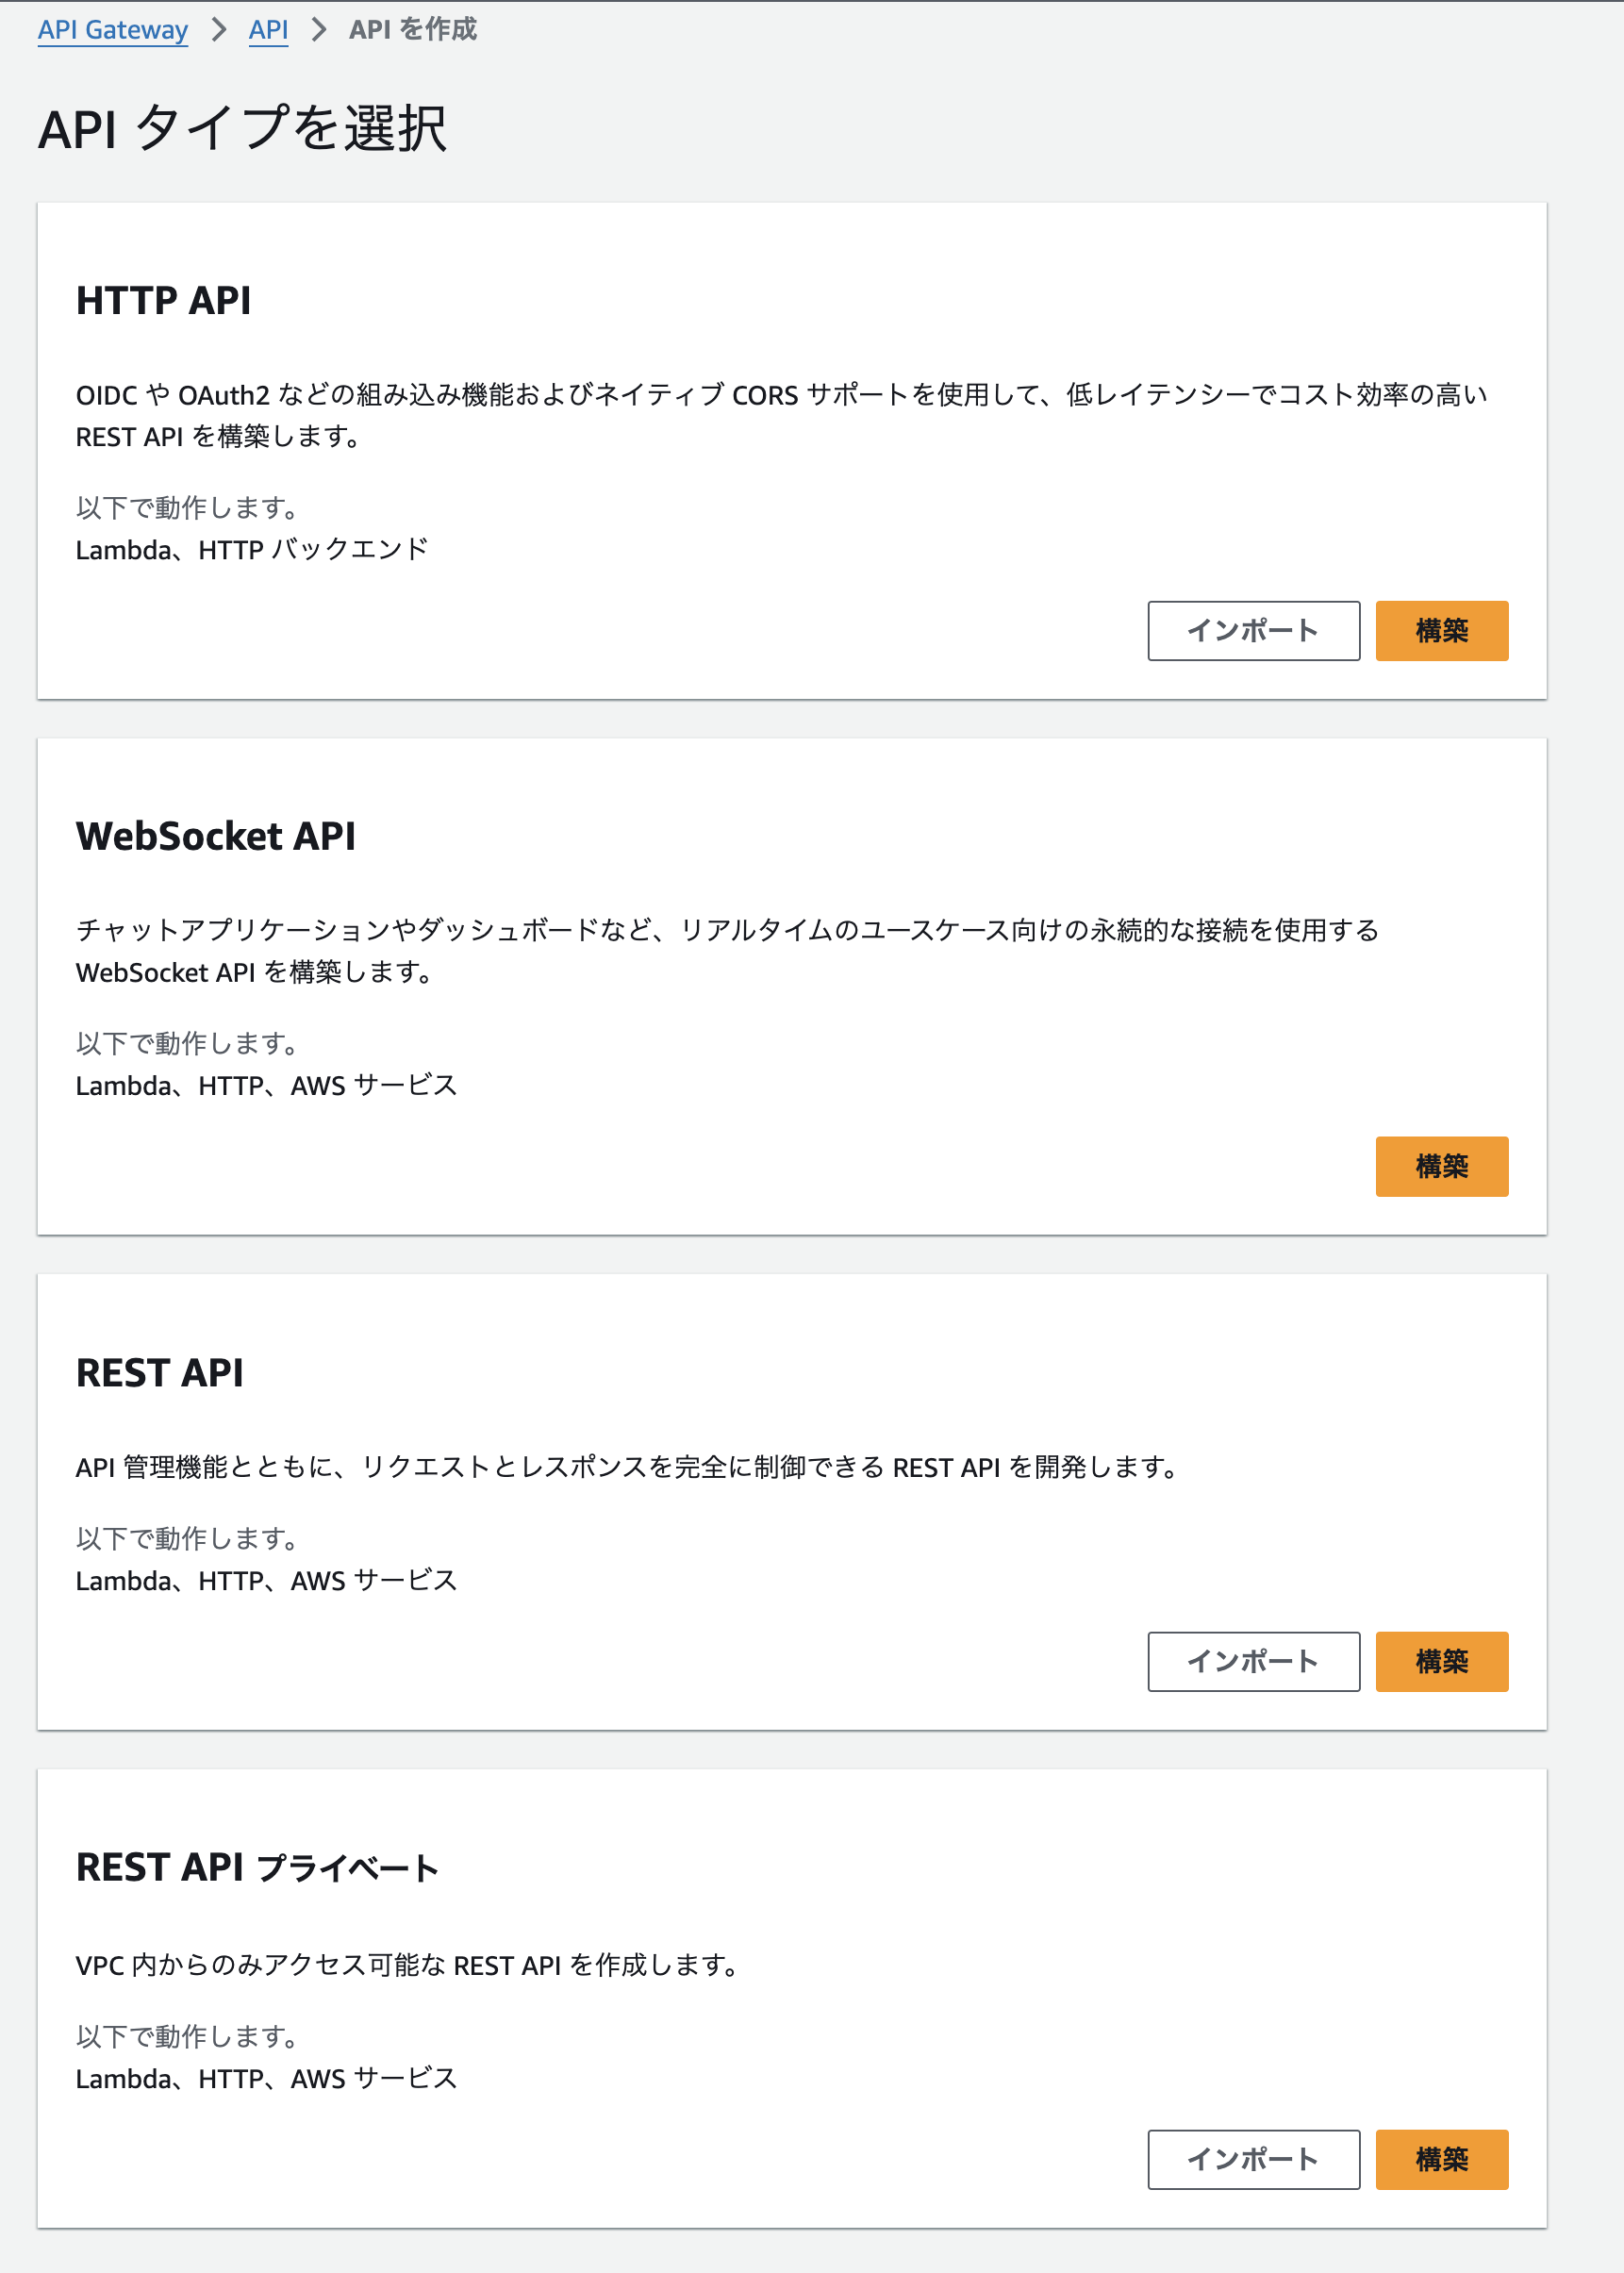 API Gateway > API > API を作成
API タイプを選択
HTTP API
OIDC や OAuth2 などの組み込み機能およびネイティブ CORS サポートを使用して、低レイテンシーでコスト効率の高い
REST API を構築します。
以下で動作します。
Lambda、HTTP バックエンド
インポート 構築
WebSocket API
チャットアプリケーションやダッシュボードなど、リアルタイムのユースケース向けの永続的な接続を使用する
WebSocket API を構築します。
以下で動作します。
Lambda、HTTP、AWS サービス
構築
REST API
API 管理機能とともに、リクエストとレスポンスを完全に制御できる REST API を開発します。
以下で動作します。
Lambda、HTTP、AWS サービス
インポート 構築
REST API プライベート
VPC 内からのみアクセス可能な REST API を作成します。
以下で動作します。
Lambda、HTTP、AWS サービス
インポート 構築